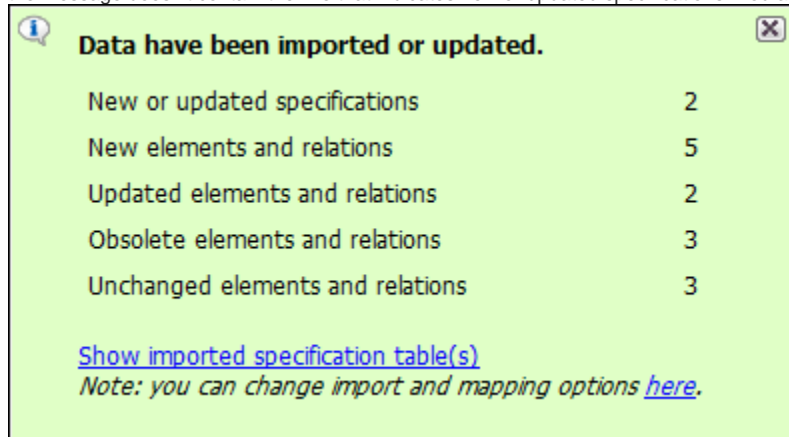 Data have been imported or updated.
New or updated specifications 2
New elements and relations 5
Updated elements and relations 2
Obsolete elements and relations 3
Unchanged elements and relations 3
Show imported specification table(s)
Note: you can change import and mapping options here.